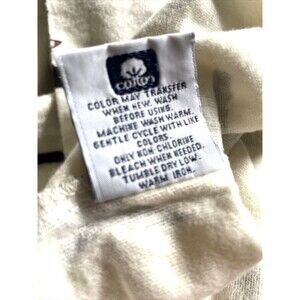 cotton
COLOR MAY TRANSFER
WHEN NEW. WASH
BEFORE USING.
MACHINE WASH WARM.
GENTLE CYCLE WITH LIKE
COLORS.
ONLY NON-CHLORINE
BLEACH WHEN NEEDED.
TUMBLE DRY LOW.
WARM IRON.